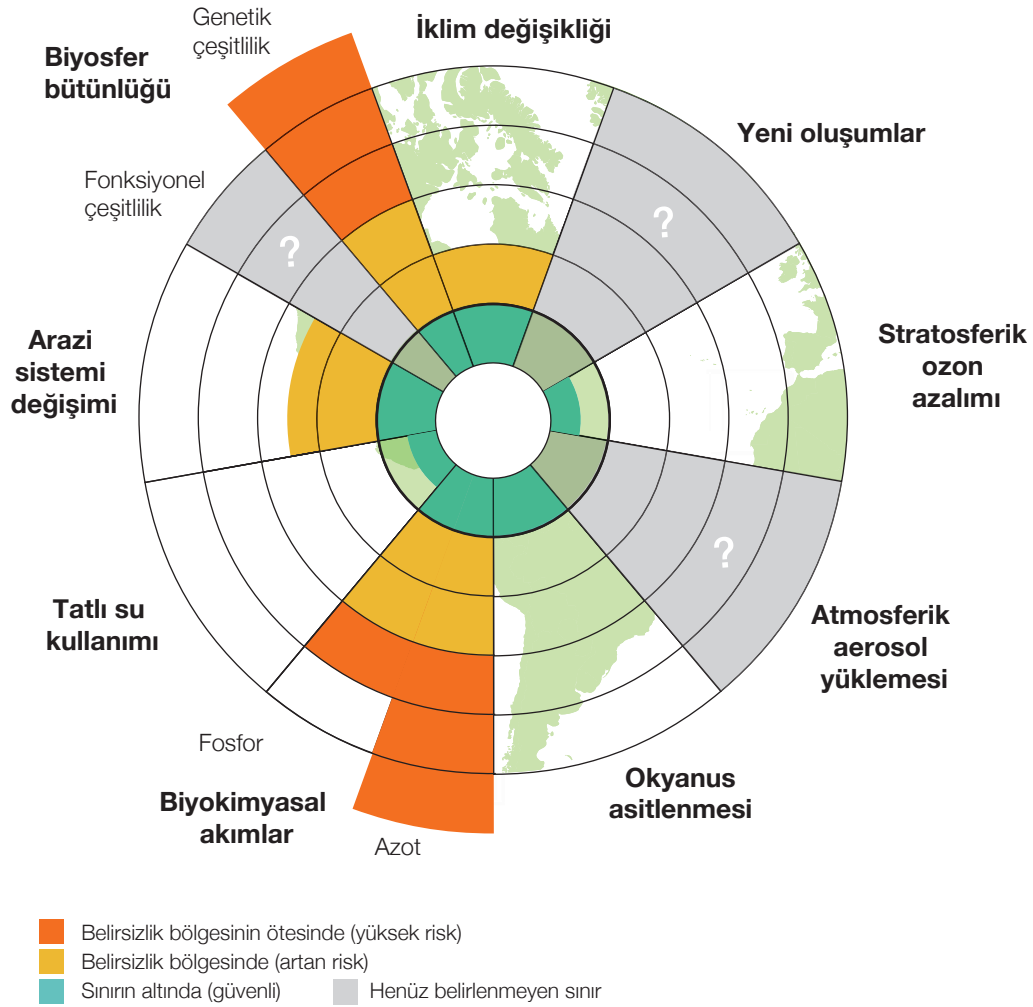 Genetik
çeşitlilik
İklim değişikliği
Biyosfer
bütünlüğü
Yeni oluşumlar
Fonksiyonel
çeşitlilik
?
?
Arazi
sistemi
değişimi
Stratosferik
ozon
azalımı
?
Tatlı su
kullanımı
Atmosferik
aerosol
yüklemesi
Fosfor
Okyanus
asitlenmesi
Biyokimyasal
akımlar
Azot
Belirsizlik bölgesinin ötesinde (yüksek risk)
Belirsizlik bölgesinde (artan risk)
Sınırın altında (güvenli)
Henüz belirlenmeyen sınır